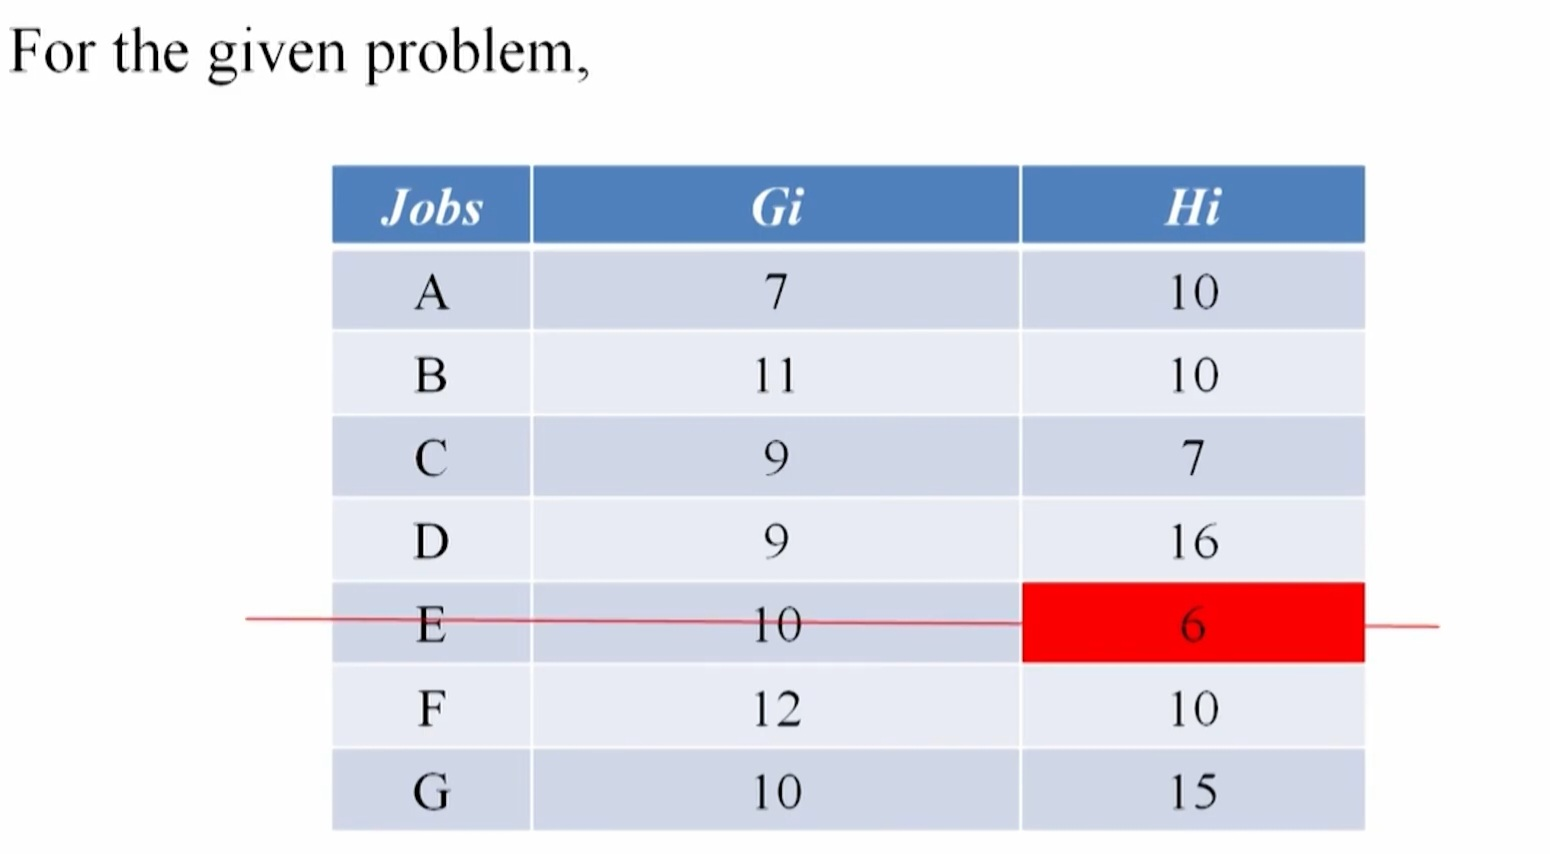 For the given problem,
Jobs Gi Hi
A 7 10
B 11 10
C 9 7
D 9 16
E 10 6
F 12 10
G 10 15